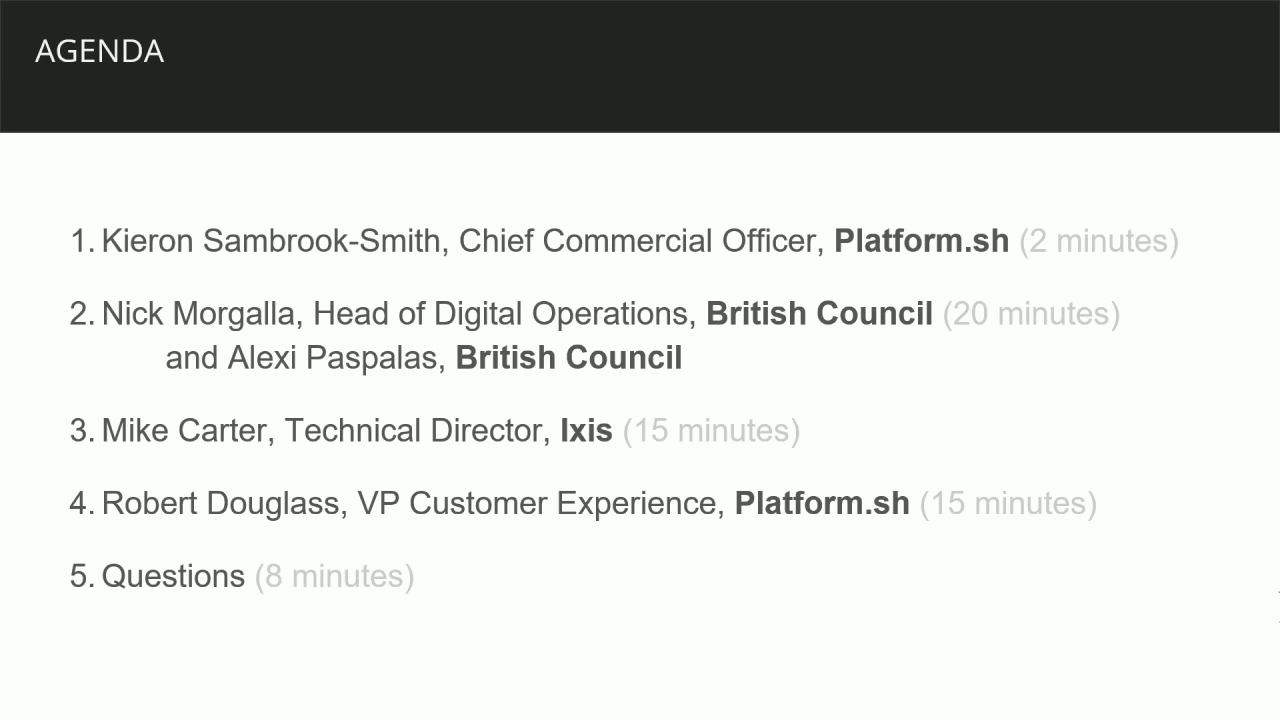 AGENDA
1. Kieron Sambrook-Smith, Chief Commercial Officer, Platform.sh (2 minutes)
2. Nick Morgalla, Head of Digital Operations, British Council (20 minutes)
and Alexi Paspalas, British Council
3. Mike Carter, Technical Director, Ixis (15 minutes)
4. Robert Douglass, VP Customer Experience, Platform.sh (15 minutes)
5. Questions (8 minutes)